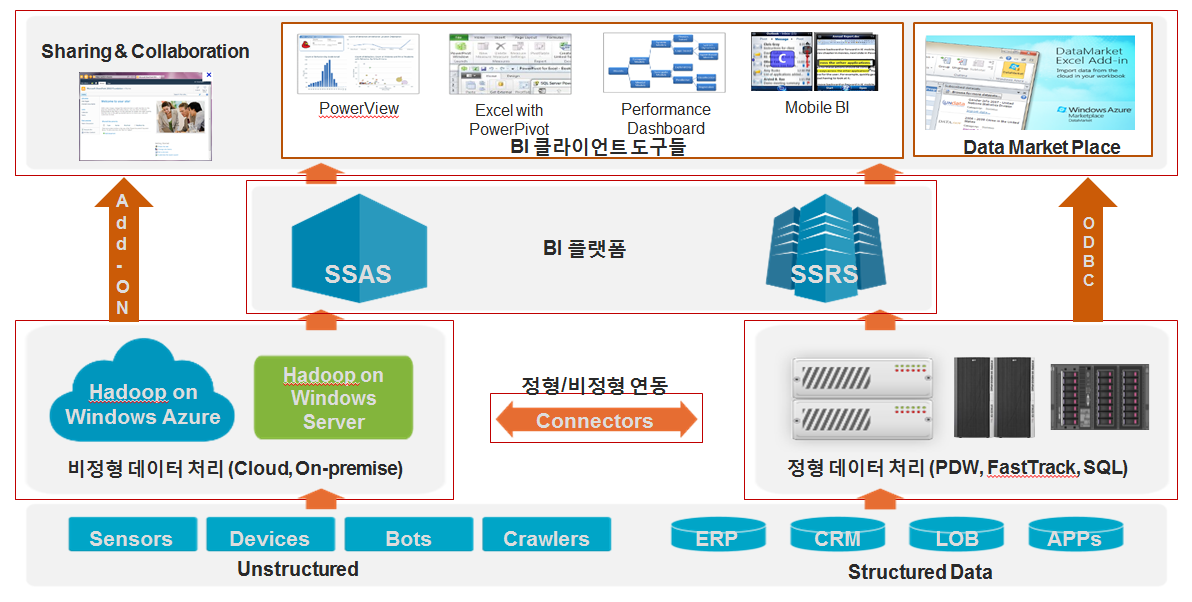 Sharing & Collaboration
PowerView
Excel with
PowerPivot
Performance
Dashboard
Mobile BI
BI 클라이언트 도구들
DataMarket
Excel Add-in
Import data from the
cloud in your workbook
Windows Azure
Marketplace
DataMarket
Data Market Place
Add-ON
SSAS
BI 플랫폼
SSRS
ODBC
Hadoop on
Windows Azure
Hadoop on
Windows
Server
비정형 데이터 처리 (Cloud, On-premise)
정형/비정형 연동
Connectors
정형 데이터 처리 (PDW, FastTrack, SQL)
Sensors
Devices
Bots
Crawlers
Unstructured
ERP
CRM
LOB
APPs
Structured Data